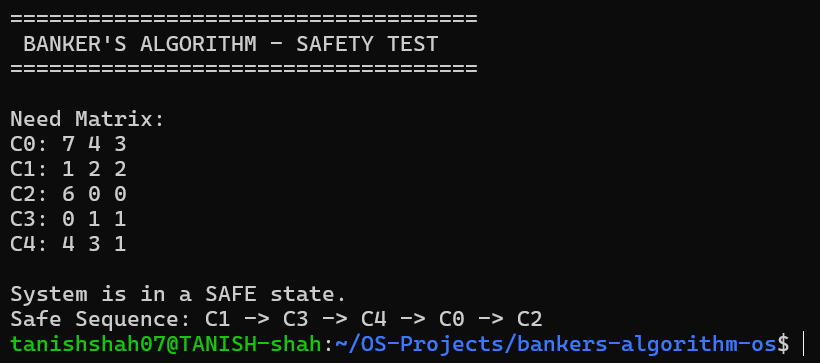 ====================================
BANKER'S ALGORITHM - SAFETY TEST
====================================
Need Matrix:
C0: 7 4 3
C1: 1 2 2
C2: 6 0 0
C3: 0 1 1
C4: 4 3 1
System is in a SAFE state.
Safe Sequence: C1 -> C3 -> C4 -> C0 -> C2
tanishshah07@TANISH-shah:~/OS-Projects/bankers-algorithm-os$